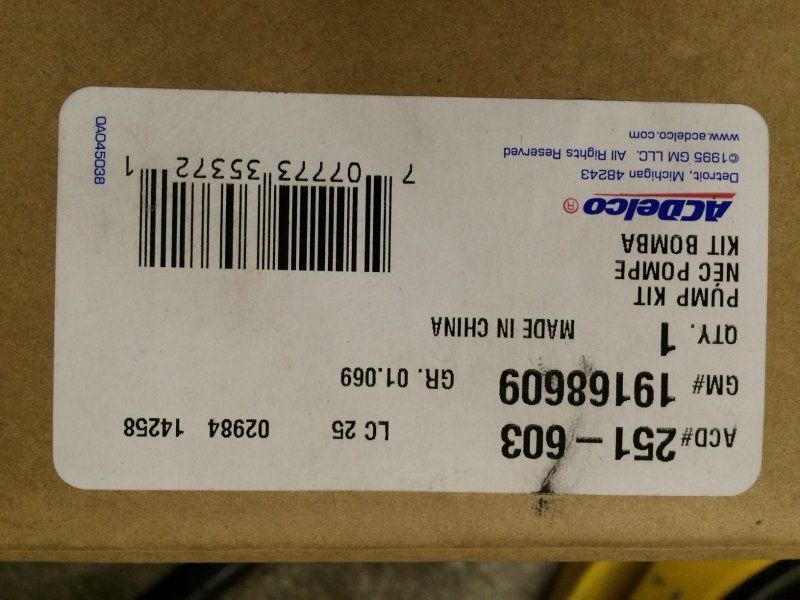 ACD# 251-603 LC 25 02984 14258
GM# 19168609 GR. 01.069
QTY. 1 MADE IN CHINA
PUMP KIT
NÉC POMPE
KIT BOMBA
ACDelco®
Detroit, Michigan 48243
©1995 GM LLC. All Rights Reserved
www.acdelco.com
7 07773 35372 1
0A045038